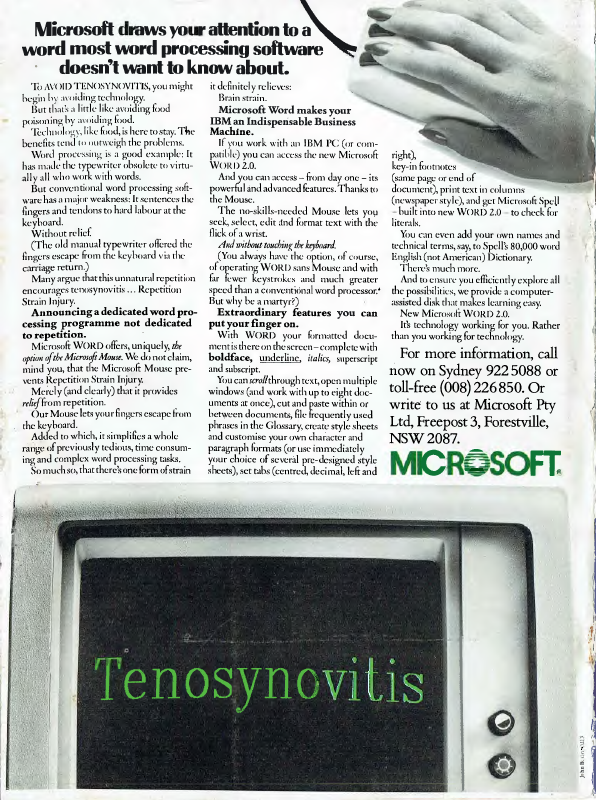 Microsoft draws your attention to a
word most word processing software
doesn't want to know about.
To AVOID TENOSYNOVITIS, you might
begin by avoiding technology.
But that's a little like avoiding food
poisoning by avoiding food.
Technology, like food, is here to stay. The
benefits tend to outweigh the problems.
Word processing is a good example: It
has made the typewriter obsolete to virtu-
ally all who work with words.
But conventional word processing soft-
ware has a major weakness: It sentences the
fingers and tendons to hard labour at the
keyboard.
Without relief.
(The old manual typewriter offered the
fingers escape from the keyboard via the
carriage return.)
Many argue that this unnatural repetition
encourages tenosynovitis ... Repetition
Strain Injury.
Announcing a dedicated word pro-
cessing programme not dedicated
to repetition.
Microsoft WORD offers, uniquely, the
option of the Microsoft Mouse. We do not claim,
mind you, that the Microsoft Mouse pre-
vents Repetition Strain Injury.
Merely (and clearly) that it provides
relief from repetition.
Our Mouse lets your fingers escape from
the keyboard.
Added to which, it simplifies a whole
range of previously tedious, time consum-
ing and complex word processing tasks.
So much so, that there's one form of strain
it definitely relieves:
Brain strain.
Microsoft Word makes your
IBM an Indispensable Business
Machine.
If you work with an IBM PC (or com-
patible) you can access the new Microsoft
WORD 2.0.
And you can access – from day one – its
powerful and advanced features. Thanks to
the Mouse.
The no-skills-needed Mouse lets you
seek, select, edit and format text with the
flick of a wrist.
And without touching the keyboard.
(You always have the option, of course,
of operating WORD sans Mouse and with
far fewer keystrokes and much greater
speed than a conventional word processor.
But why be a martyr?)
Extraordinary features you can
put your finger on.
With WORD your formatted docu-
ment is there on the screen – complete with
boldface, underline, italics, superscript
and subscript.
You can scroll through text, open multiple
windows (and work with up to eight doc-
uments at once), cut and paste within or
between documents, file frequently used
phrases in the Glossary, create style sheets
and customise your own character and
paragraph formats (or use immediately
your choice of several pre-designed style
sheets), set tabs (centred, decimal, left and
right),
key-in footnotes
(same page or end of
document), print text in columns
(newspaper style), and get Microsoft Spell
– built into new WORD 2.0 – to check for
literals.
You can even add your own names and
technical terms, say, to Spell's 80,000 word
English (not American) Dictionary.
There's much more.
And to ensure you efficiently explore all
the possibilities, we provide a computer-
assisted disk that makes learning easy.
New Microsoft WORD 2.0.
It's technology working for you. Rather
than you working for technology.
For more information, call
now on Sydney 922 5088 or
toll-free (008) 226 850. Or
write to us at Microsoft Pty
Ltd, Freepost 3, Forestville,
NSW 2087.
MICROSOFT.
Tenosynovitis